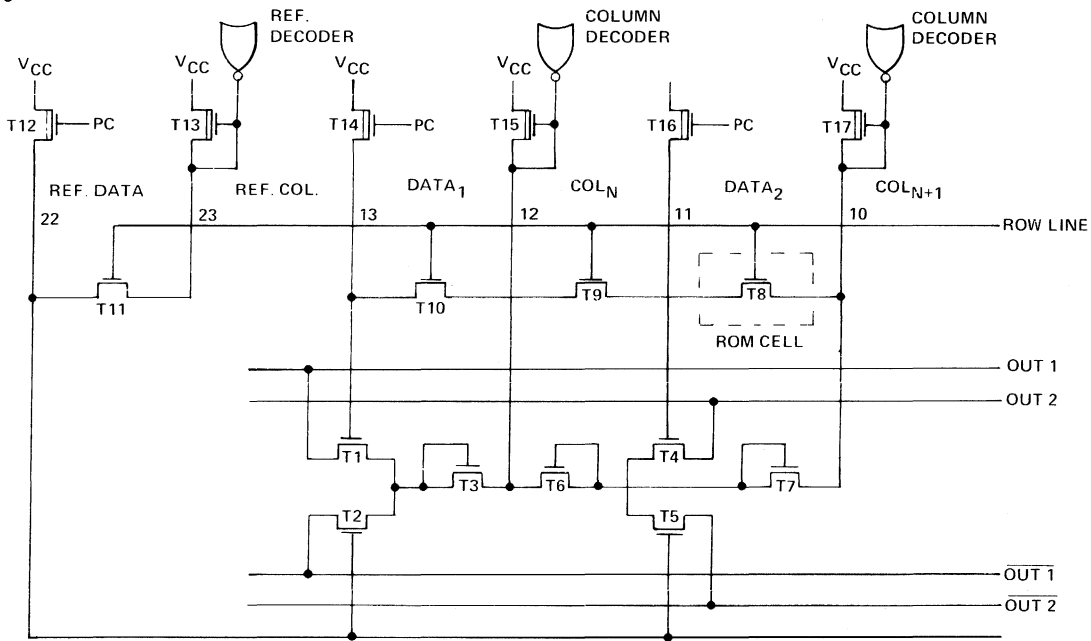 REF. DECODER
COLUMN DECODER
COLUMN DECODER
VCC
VCC
VCC
VCC
VCC
T12
PC
T13
T14
PC
T15
T16
PC
T17
REF. DATA
REF. COL.
DATA1
COLN
DATA2
COLN+1
22
23
13
12
11
10
ROW LINE
T11
T10
T9
T8
ROM CELL
OUT 1
OUT 2
T1
T3
T6
T4
T7
T2
T5
OUT 1
OUT 2